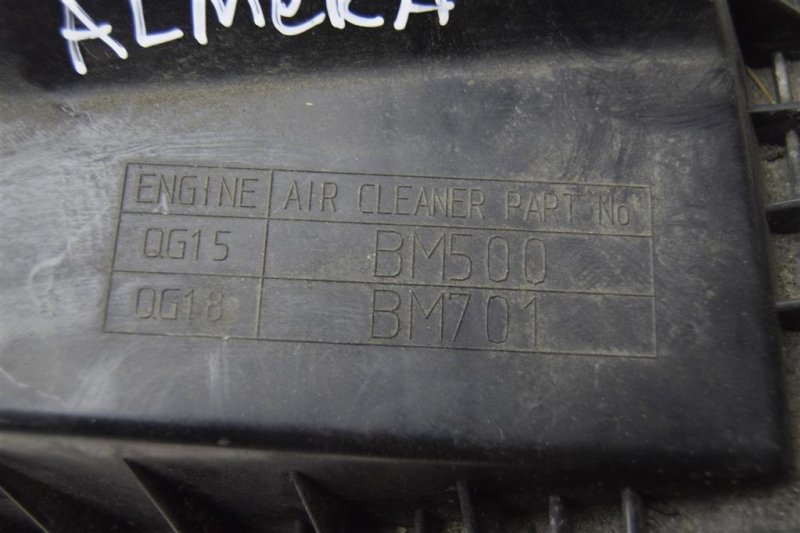 ALMERA
ENGINE AIR CLEANER PART No
QG15 BM500
QG18 BM701